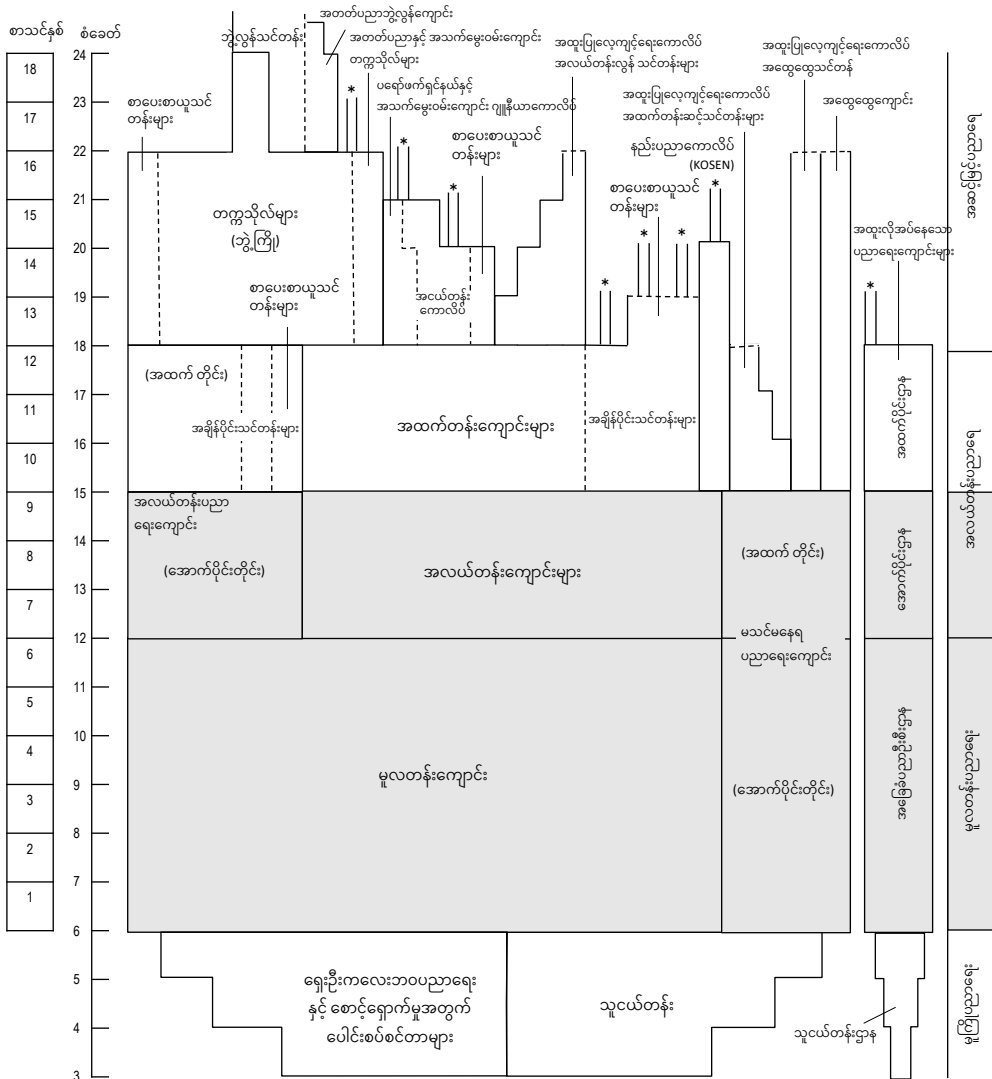 စာသင်နှစ်
စံခေတ်
18
17
16
15
14
13
12
11
10
9
8
7
6
5
4
3
2
1
24
23
22
21
20
19
18
17
16
15
14
13
12
11
10
9
8
7
6
5
4
3
ဘွဲ့လွန်သင်တန်း
အတတ်ပညာဘွဲ့လွန်ကျောင်း
အတတ်ပညာနှင့် အသက်မွေးဝမ်းကျောင်း
တက္ကသိုလ်များ
ပရော်ဖက်ရှင်နယ်နှင့်
အသက်မွေးဝမ်းကျောင်း ဂျူနီယာကောလိပ်
အထူးပြုလေ့ကျင့်ရေးကောလိပ်
အလယ်တန်းလွန် သင်တန်းများ
အထူးပြုလေ့ကျင့်ရေးကောလိပ်
အထက်တန်းဆင့်သင်တန်းများ
အထူးပြုလေ့ကျင့်ရေးကောလိပ်
အထွေထွေသင်တန်
အထွေထွေကျောင်း
စာပေးစာယူသင်
တန်းများ
စာပေးစာယူသင်
တန်းများ
နည်းပညာကောလိပ်
(KOSEN)
စာပေးစာယူသင်
တန်းများ
*
*
*
*
*
*
*
*
တက္ကသိုလ်များ
(ဘွဲ့ကြို)
စာပေးစာယူသင်
တန်းများ
အငယ်တန်း
ကောလိပ်
အထူးလိုအပ်နေသော
ပညာရေးကျောင်းများ
(အထက် တိုင်း)
အချိန်ပိုင်းသင်တန်းများ
အထက်တန်းကျောင်းများ
အချိန်ပိုင်းသင်တန်းများ
အလယ်တန်းပညာ
ရေးကျောင်း
(အောက်ပိုင်းတိုင်း)
အလယ်တန်းကျောင်းများ
(အထက် တိုင်း)
မသင်မနေရ
ပညာရေးကျောင်း
(အောက်ပိုင်းတိုင်း)
မူလတန်းကျောင်း
ရှေးဦးကလေးဘဝပညာရေး
နှင့် စောင့်ရှောက်မှုအတွက်
ပေါင်းစပ်စင်တာများ
သူငယ်တန်း
သူငယ်တန်းဌာန